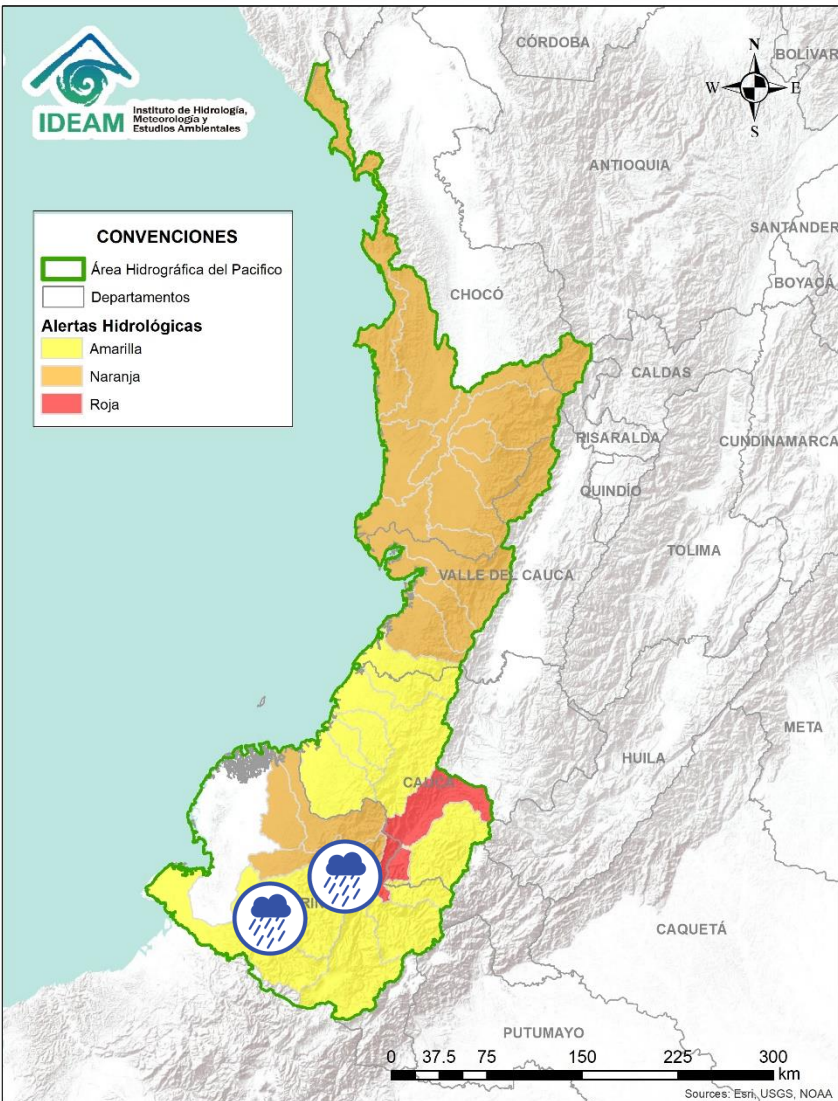 IDEAM
Instituto de Hidrología,
Meteorología y
Estudios Ambientales
CÓRDOBA
BOLÍVAR
N
W
E
S
ANTIOQUIA
SANTANDER
BOYACÁ
CONVENCIONES
Área Hidrográfica del Pacifico
Departamentos
Alertas Hidrológicas
Amarilla
Naranja
Roja
CHOCÓ
CALDAS
RISARALDA
CUNDINAMARCA
QUINDÍO
TOLIMA
VALLE DEL CAUCA
META
HUILA
CAUCA
CAQUETÁ
PUTUMAYO
0 37.5 75 150 225 300
km
Sources: Esri, USGS, NOAA